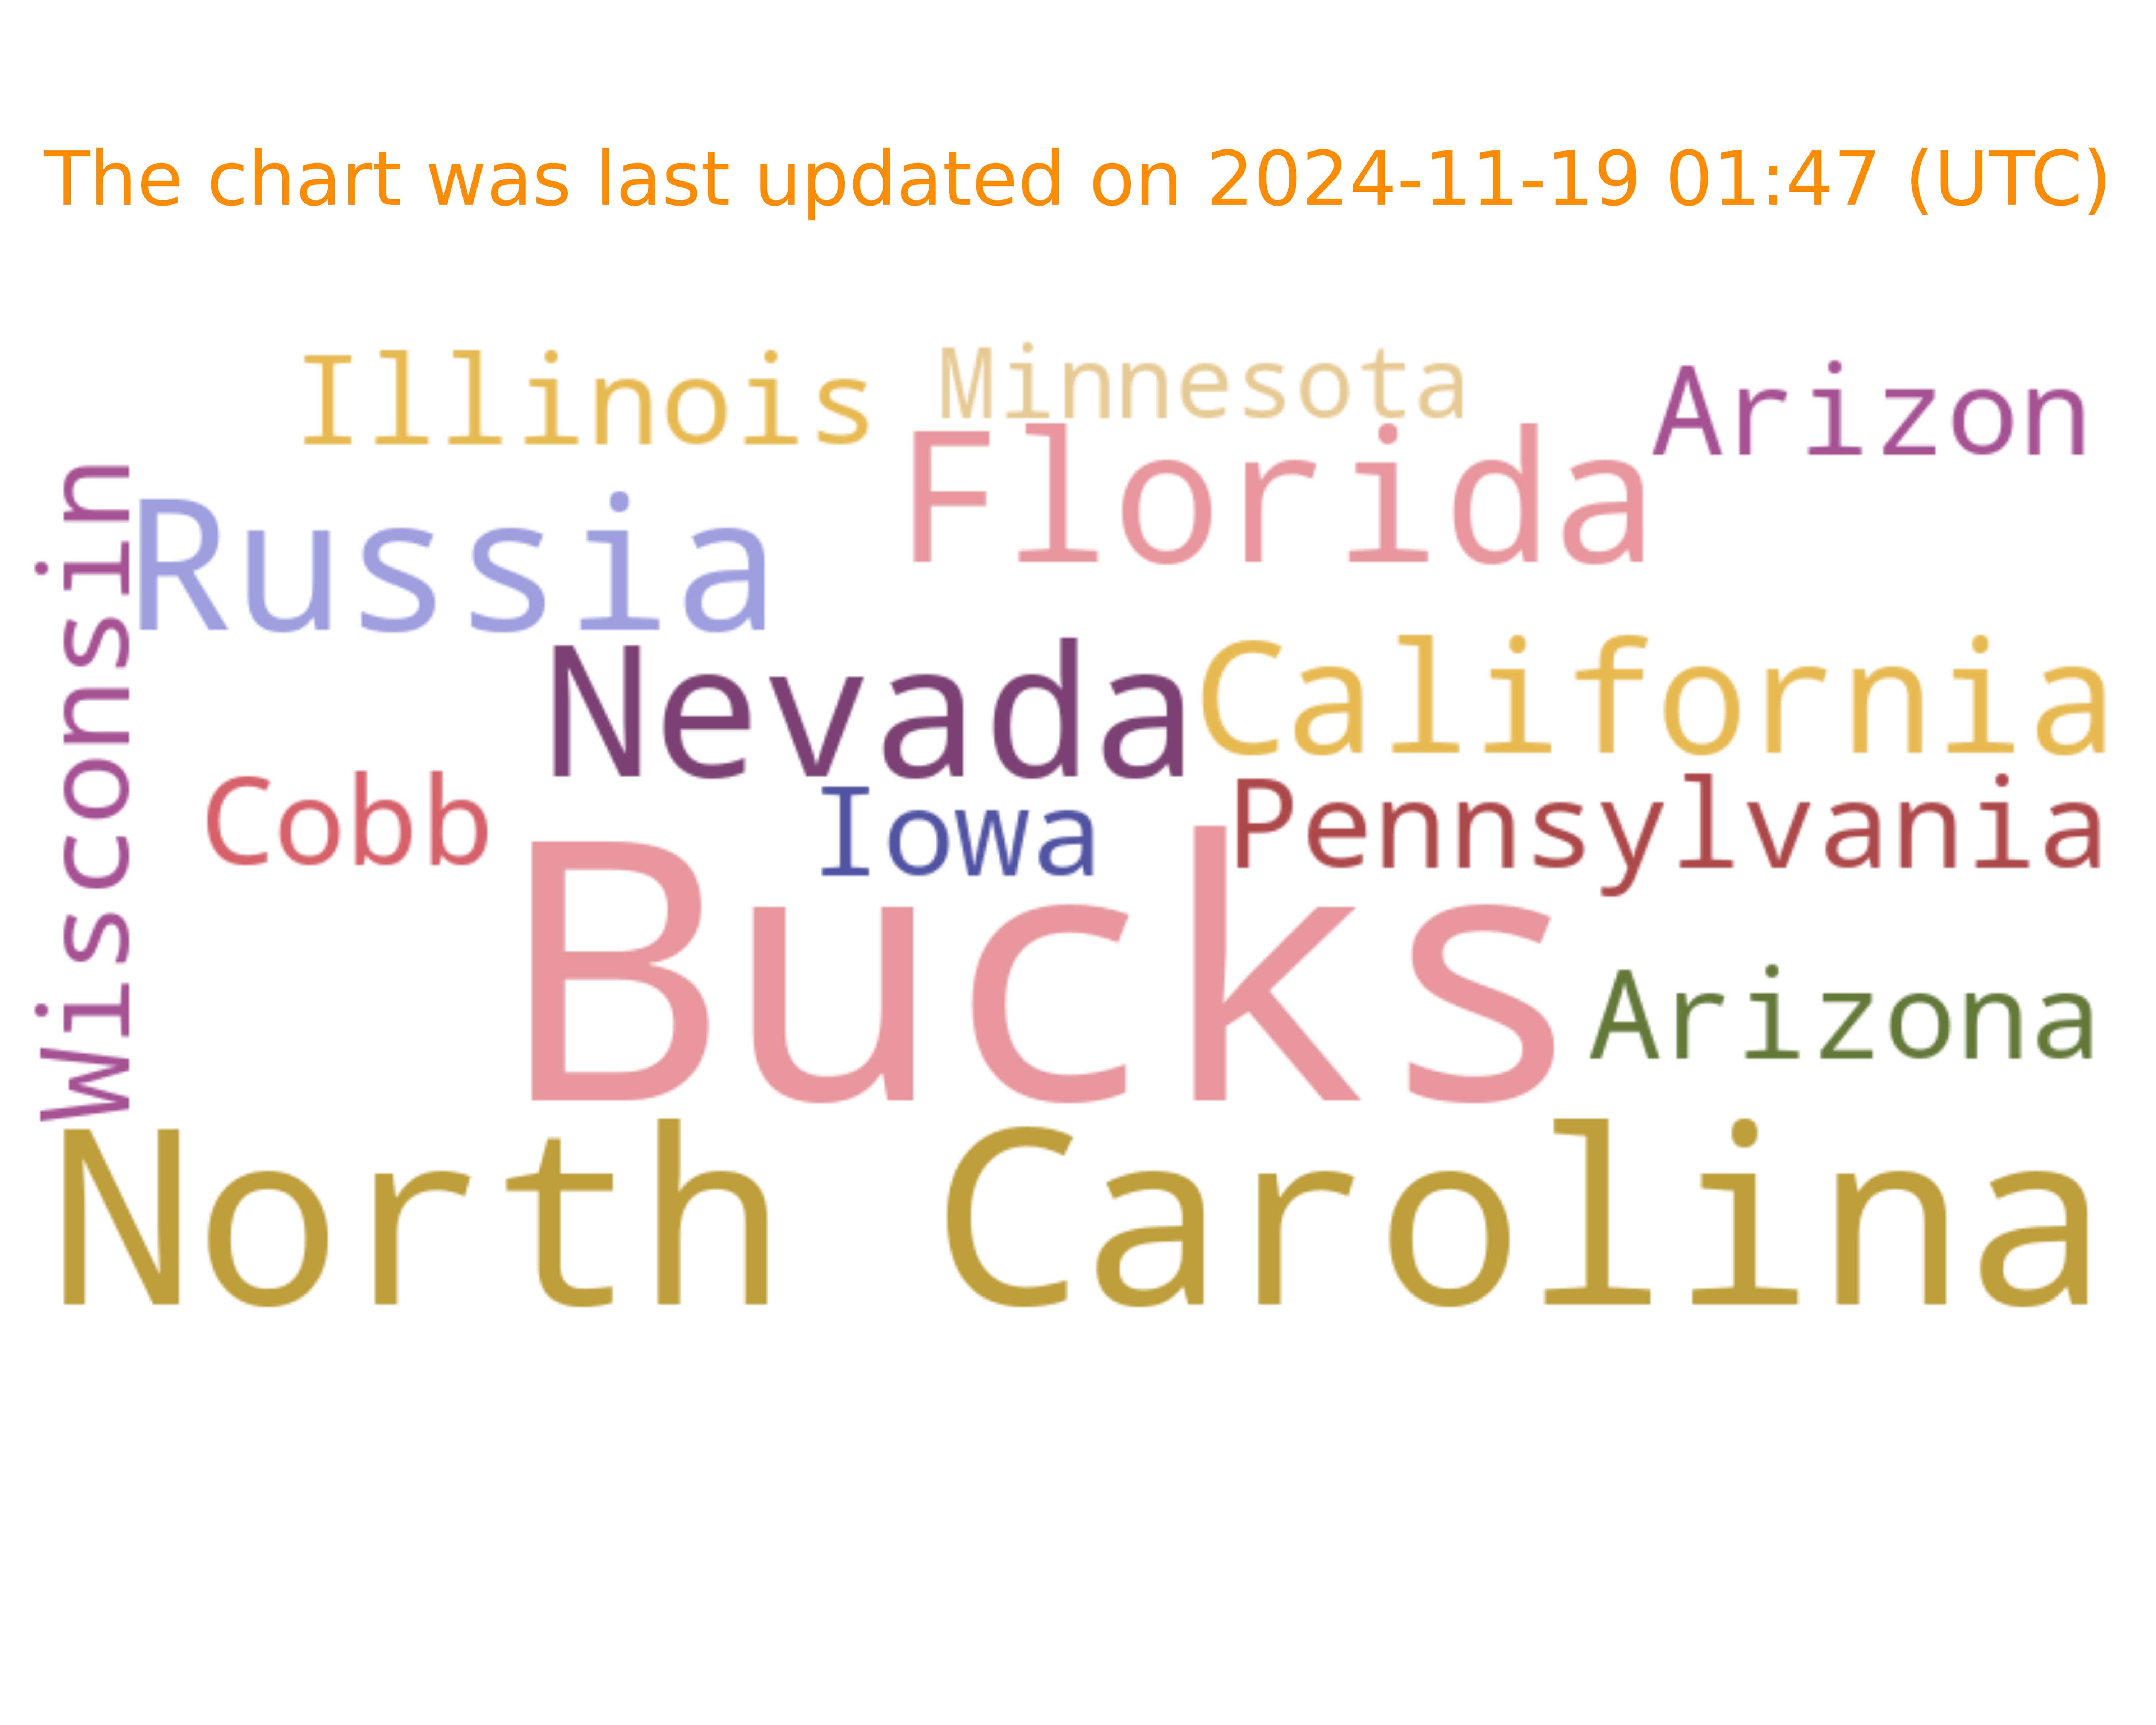 The chart was last updated on 2024-11-19 01:47 (UTC)
Illinois
Minnesota
Arizon
Florida
Russia
Wisconsin
Nevada
California
Cobb
Iowa
Pennsylvania
Bucks
Arizona
North Carolina